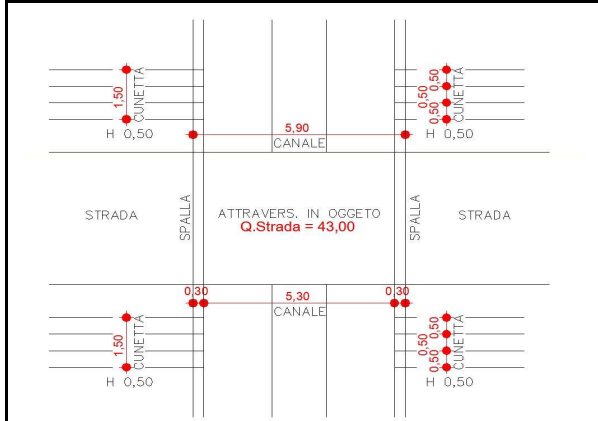 1,50
CUNETTA
H 0,50
0,50
0,50
0,50
CUNETTA
H 0,50
5,90
CANALE
STRADA
SPALLA
ATTRAVERS. IN OGGETO
Q.Strada = 43,00
SPALLA
STRADA
0,30
5,30
0,30
CANALE
1,50
CUNETTA
H 0,50
0,50
0,50
0,50
CUNETTA
H 0,50